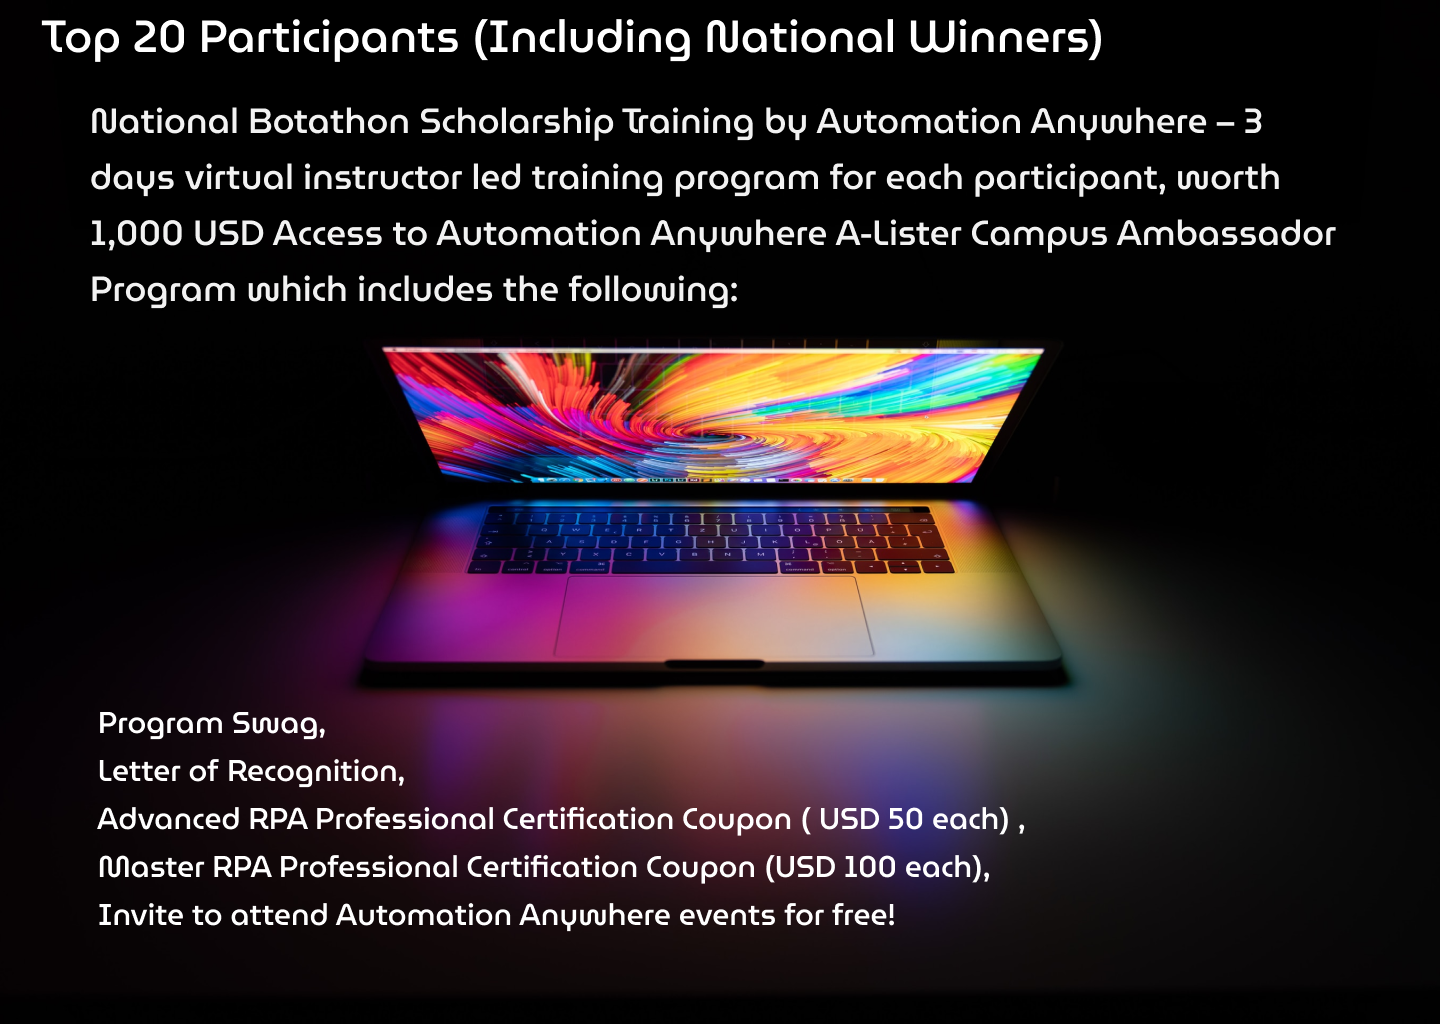 Top 20 Participants (Including National Winners)
National Botathon Scholarship Training by Automation Anywhere – 3
days virtual instructor led training program for each participant, worth
1,000 USD Access to Automation Anywhere A-Lister Campus Ambassador
Program which includes the following:
Program Swag,
Letter of Recognition,
Advanced RPA Professional Certification Coupon ( USD 50 each) ,
Master RPA Professional Certification Coupon (USD 100 each),
Invite to attend Automation Anywhere events for free!